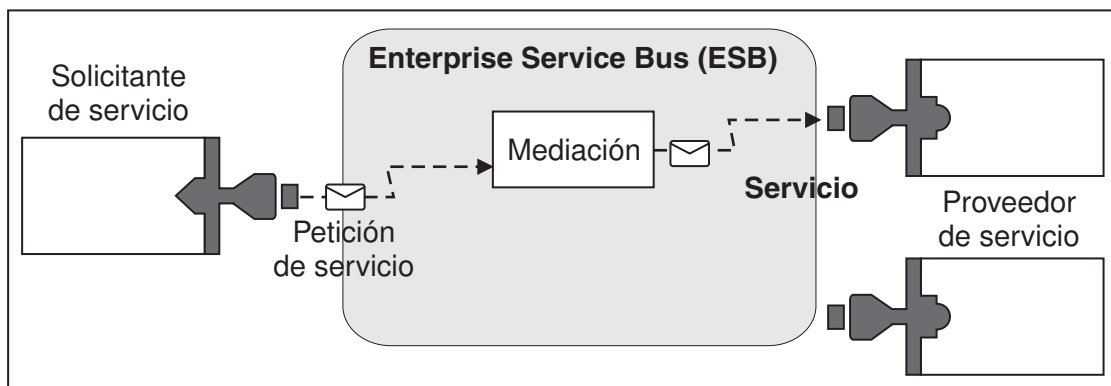 Enterprise Service Bus (ESB)
Solicitante
de servicio
Mediación
Servicio
Petición
de servicio
Proveedor
de servicio